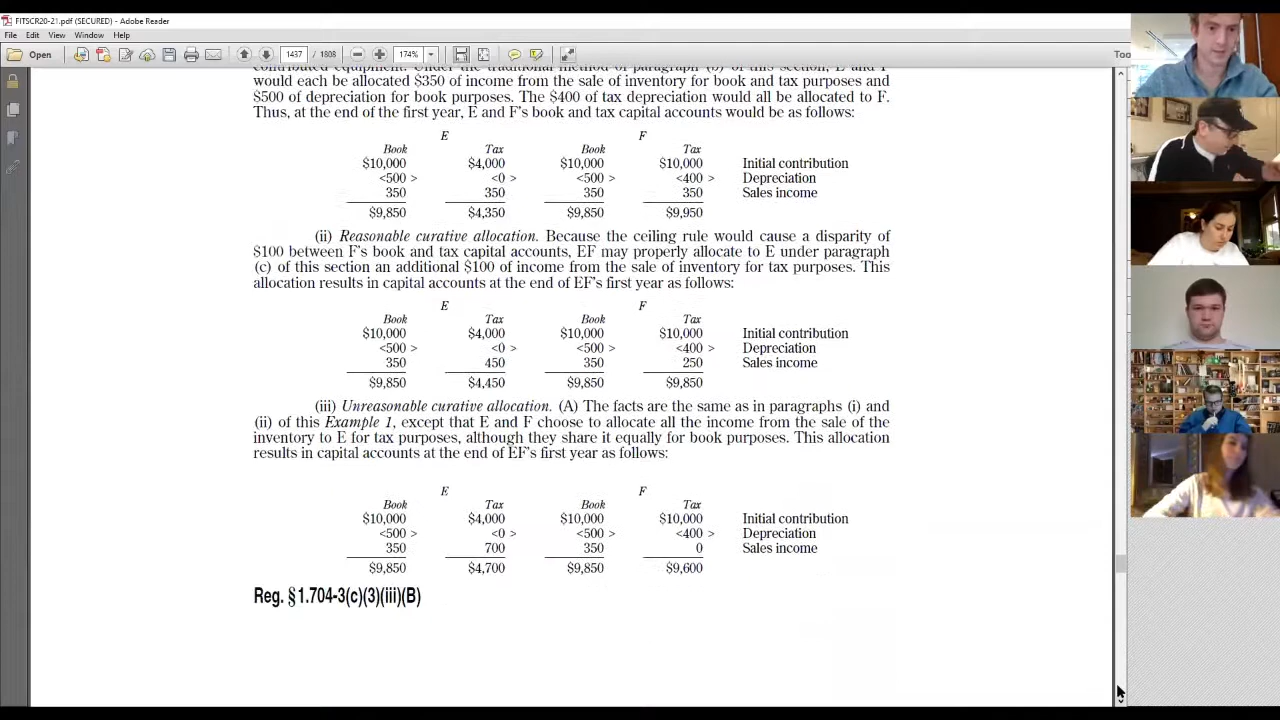 FITSCR20-21.pdf (SECURED) - Adobe Reader
File Edit View Window Help
Open 1437 / 1808 174% Too
would each be allocated $350 of income from the sale of inventory for book and tax purposes and
$500 of depreciation for book purposes. The $400 of tax depreciation would all be allocated to F.
Thus, at the end of the first year, E and F's book and tax capital accounts would be as follows:
E F
Book Tax Book Tax
$10,000 $4,000 $10,000 $10,000 Initial contribution
<500 > <0 > <500 > <400 > Depreciation
350 350 350 350 Sales income
$9,850 $4,350 $9,850 $9,950
(ii) Reasonable curative allocation. Because the ceiling rule would cause a disparity of
$100 between F's book and tax capital accounts, EF may properly allocate to E under paragraph
(c) of this section an additional $100 of income from the sale of inventory for tax purposes. This
allocation results in capital accounts at the end of EF's first year as follows:
E F
Book Tax Book Tax
$10,000 $4,000 $10,000 $10,000 Initial contribution
<500 > <0 > <500 > <400 > Depreciation
350 450 350 250 Sales income
$9,850 $4,450 $9,850 $9,850
(iii) Unreasonable curative allocation. (A) The facts are the same as in paragraphs (i) and
(ii) of this Example 1, except that E and F choose to allocate all the income from the sale of the
inventory to E for tax purposes, although they share it equally for book purposes. This allocation
results in capital accounts at the end of EF's first year as follows:
E F
Book Tax Book Tax
$10,000 $4,000 $10,000 $10,000 Initial contribution
<500 > <0 > <500 > <400 > Depreciation
350 700 350 0 Sales income
$9,850 $4,700 $9,850 $9,600
Reg. §1.704-3(c)(3)(iii)(B)